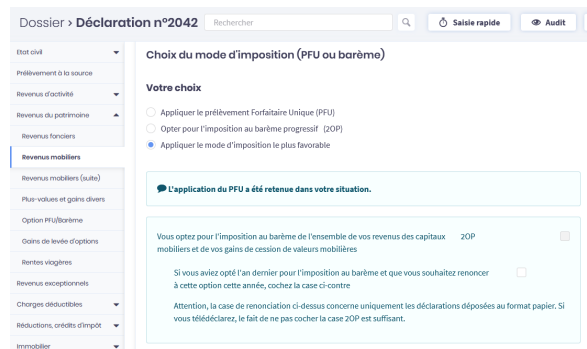 Dossier > Déclaration n°2042
Rechercher
Saisie rapide
Audit
Etat civil
Prélèvement à la source
Revenus d'activité
Revenus du patrimoine
Revenus fonciers
Revenus mobiliers
Revenus mobiliers (suite)
Plus-values et gains divers
Option PFU/Barème
Gains de levée d'options
Rentes viagères
Revenus exceptionnels
Charges déductibles
Réductions, crédits d'impôt
Immobilier
Choix du mode d'imposition (PFU ou barème)
Votre choix
Appliquer le prélèvement Forfaitaire Unique (PFU)
Opter pour l'imposition au barème progressif (2OP)
Appliquer le mode d'imposition le plus favorable
L'application du PFU a été retenue dans votre situation.
Vous optez pour l'imposition au barème de l'ensemble de vos revenus des capitaux 2OP
mobiliers et de vos gains de cession de valeurs mobilières
Si vous aviez opté l'an dernier pour l'imposition au barème et que vous souhaitez renoncer
à cette option cette année, cochez la case ci-contre
Attention, la case de renonciation ci-dessus concerne uniquement les déclarations déposées au format papier. Si
vous télédéclarez, le fait de ne pas cocher la case 2OP est suffisant.